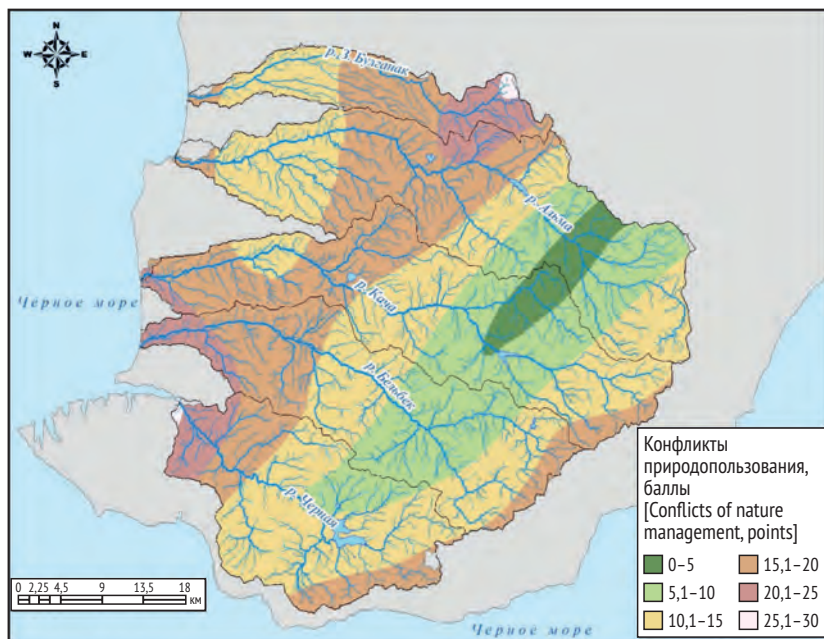 N
W E
S
р. З. Булганак
р. Альма
р. Кача
Чёрное море
р. Бельбек
р. Черная
Конфликты
природопользования,
баллы
[Conflicts of nature
management, points]
0–5 15,1–20
5,1–10 20,1–25
10,1–15 25,1–30
0 2,25 4,5 9 13,5 18
км
Черное море